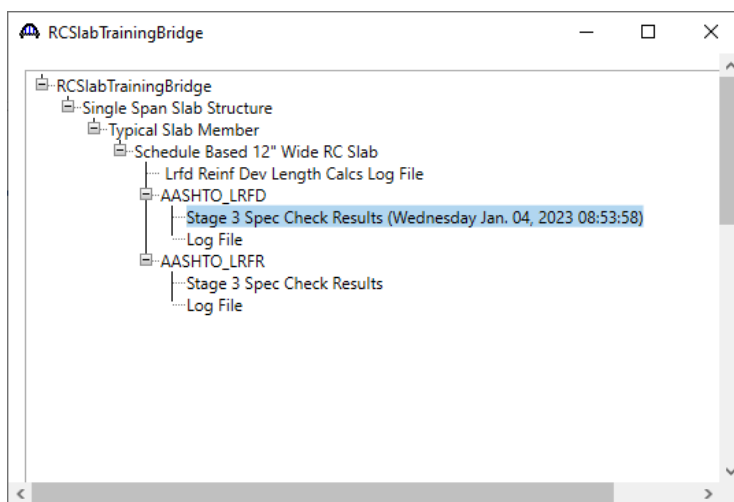 RCSlabTrainingBridge
RCSlabTrainingBridge
Single Span Slab Structure
Typical Slab Member
Schedule Based 12" Wide RC Slab
Lrfd Reinf Dev Length Calcs Log File
AASHTO_LRFD
Stage 3 Spec Check Results (Wednesday Jan. 04, 2023 08:53:58)
Log File
AASHTO_LRFR
Stage 3 Spec Check Results
Log File